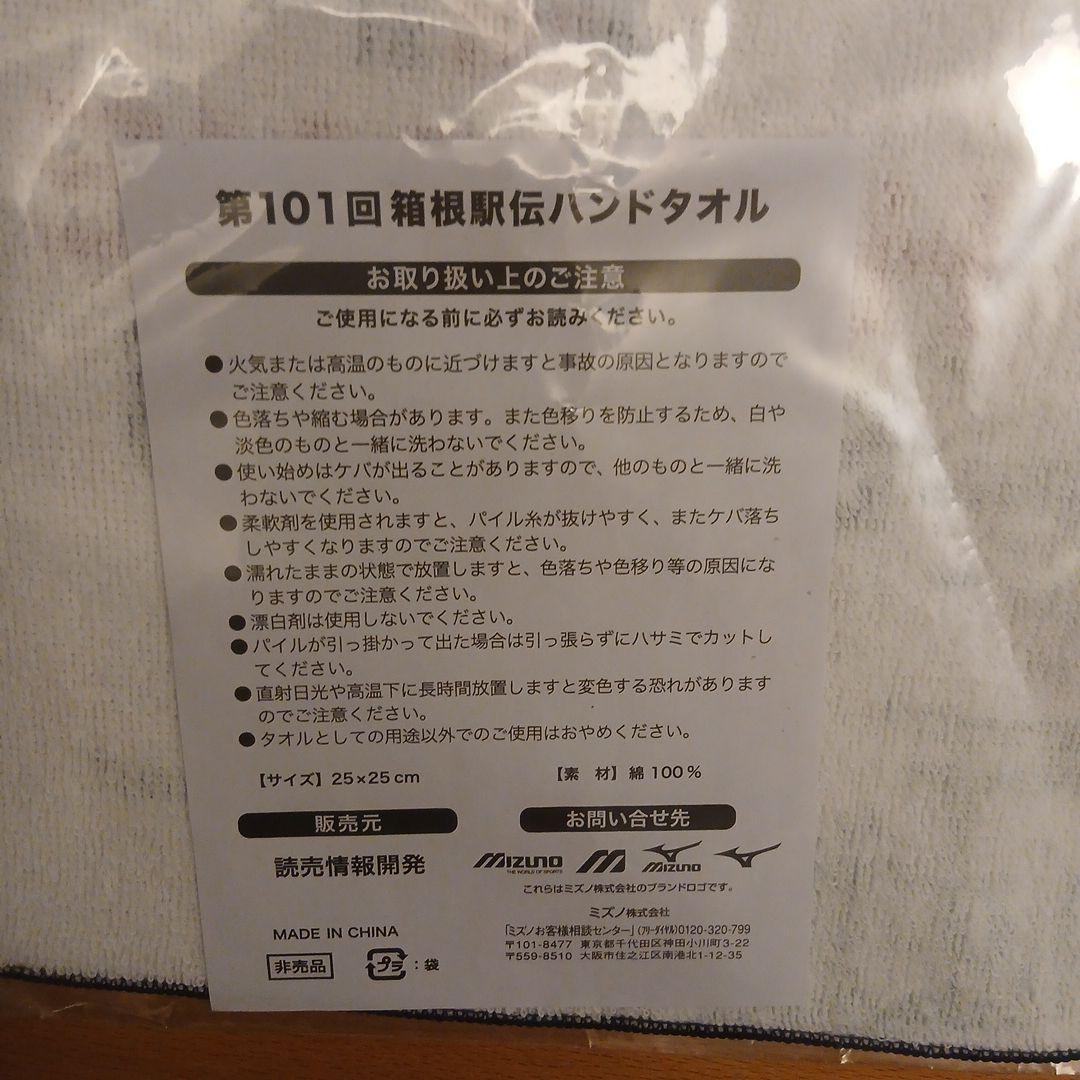 第101回 箱根駅伝ハンドタオル
お取り扱い上のご注意
ご使用になる前に必ずお読みください。
●火気または高温のものに近づけますと事故の原因となりますので
ご注意ください。
●色落ちや縮む場合があります。また色移りを防止するため、白や
淡色のものと一緒に洗わないでください。
●使い始めはケバが出ることがありますので、他のものと一緒に洗
わないでください。
●柔軟剤を使用されますと、パイル糸が抜けやすく、またケバ落ち
しやすくなりますのでご注意ください。
●濡れたままの状態で放置しますと、色落ちや色移り等の原因にな
りますのでご注意ください。
●漂白剤は使用しないでください。
●パイルが引っ掛かって出た場合は引っ張らずにハサミでカットし
てください。
●直射日光や高温下に長時間放置しますと変色する恐れがあります
のでご注意ください。
●タオルとしての用途以外でのご使用はおやめください。
【サイズ】25×25cm 【素 材】綿100%
販売元
読売情報開発
MADE IN CHINA
非売品 プラ:袋
お問い合せ先
MIZUNO MIZUNO
THE WORLD OF SPORTS
これらはミズノ株式会社のブランドロゴです。
ミズノ株式会社
「ミズノお客様相談センター」(フリーダイヤル)0120-320-799
〒101-8477 東京都千代田区神田小川町3-22
〒559-8510 大阪市住之江区南港北1-12-35